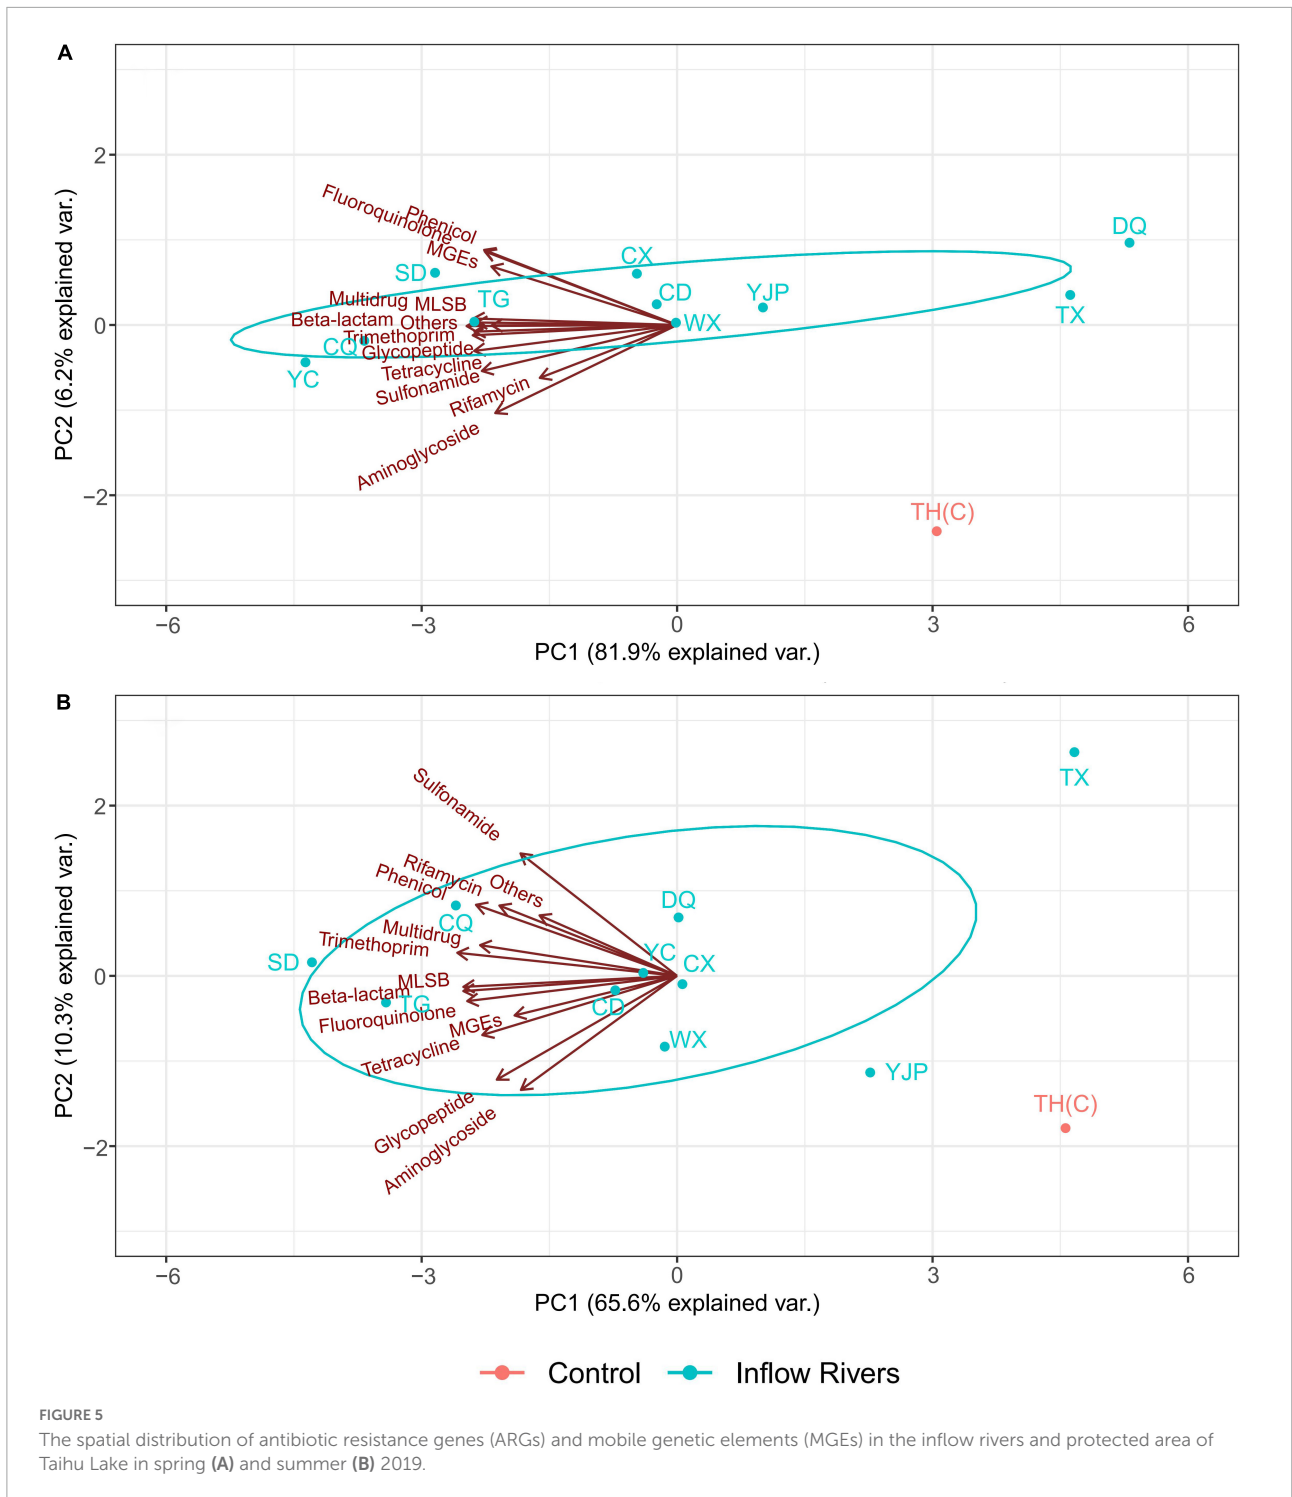 A
2
0
−2
PC2 (6.2% explained var.)
Fluoroquinolone
Phenicol
MGEs
SD
CX
DQ
Multidrug
MLSB
TG
CD
YJP
TX
Beta-lactam
Others
WX
Trimethoprim
CQ
Glycopeptide
YC
Tetracycline
Sulfonamide
Rifamycin
Aminoglycoside
TH(C)
−6
−3
0
3
6
PC1 (81.9% explained var.)
B
2
0
−2
PC2 (10.3% explained var.)
Sulfonamide
TX
Rifamycin
Phenicol
Others
CQ
DQ
Multidrug
Trimethoprim
SD
YC
CX
MLSB
Beta-lactam
TG
CD
Fluoroquinolone
MGEs
WX
Tetracycline
YJP
Glycopeptide
Aminoglycoside
TH(C)
−6
−3
0
3
6
PC1 (65.6% explained var.)
Control
Inflow Rivers
FIGURE 5
The spatial distribution of antibiotic resistance genes (ARGs) and mobile genetic elements (MGEs) in the inflow rivers and protected area of
Taihu Lake in spring (A) and summer (B) 2019.